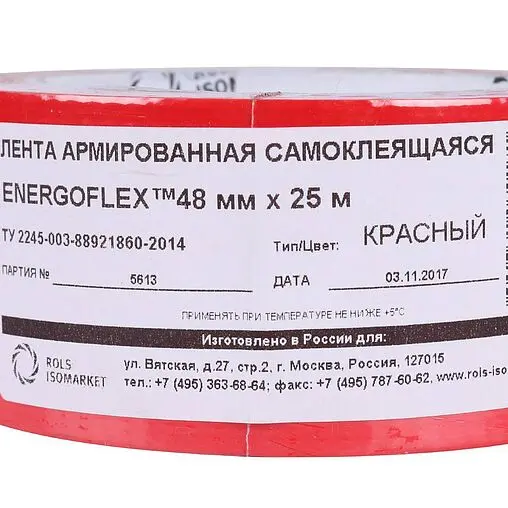 ЛЕНТА АРМИРОВАННАЯ САМОКЛЕЯЩАЯСЯ
ENERGOFLEX™48 мм x 25 м
ТУ 2245-003-88921860-2014
Тип/Цвет: КРАСНЫЙ
ПАРТИЯ № 5613
ДАТА 03.11.2017
ПРИМЕНЯТЬ ПРИ ТЕМПЕРАТУРЕ НЕ НИЖЕ +5°C
Изготовлено в России для:
ROLS
ISOMARKET
ул. Вятская, д.27, стр.2, г. Москва, Россия, 127015
тел.: +7 (495) 363-68-64; факс: +7 (495) 787-60-62, www.rols-iso